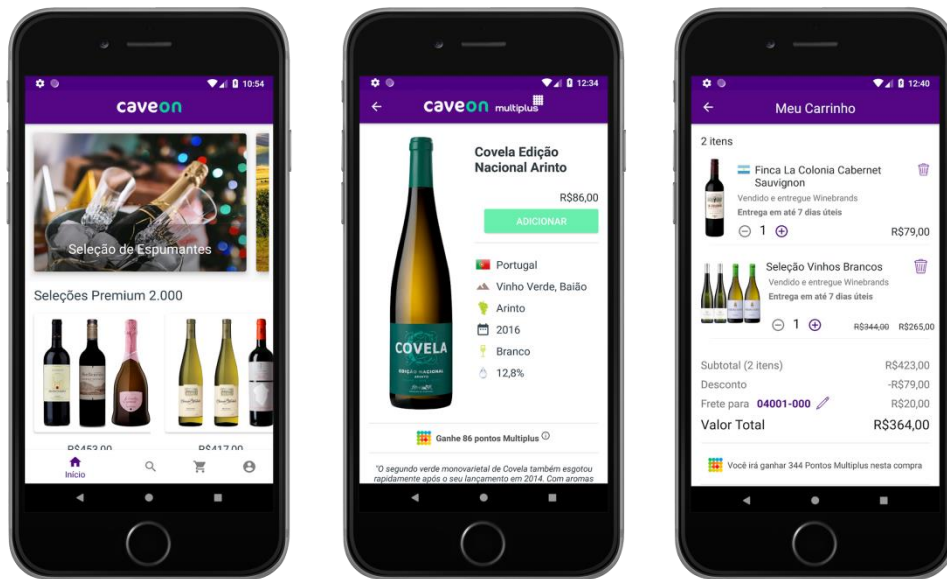 10:54
caveon
Seleção de Espumantes
Seleções Premium 2.000
R$453,00
R$417,00
Início
12:34
caveon multiplus
Covela Edição
Nacional Arinto
R$86,00
ADICIONAR
Portugal
Vinho Verde, Baião
Arinto
2016
Branco
12,8%
COVELA
EDIÇÃO NACIONAL
ARINTO
Ganhe 86 pontos Multiplus
"O segundo verde monovarietal de Covela também esgotou
rapidamente após o seu lançamento em 2014. Com aromas
12:40
Meu Carrinho
2 itens
Finca La Colonia Cabernet
Sauvignon
Vendido e entregue Winebrands
Entrega em até 7 dias úteis
1
R$79,00
Seleção Vinhos Brancos
Vendido e entregue Winebrands
Entrega em até 7 dias úteis
1
R$344,00 R$265,00
Subtotal (2 itens) R$423,00
Desconto -R$79,00
Frete para 04001-000 R$20,00
Valor Total R$364,00
Você irá ganhar 344 Pontos Multiplus nesta compra